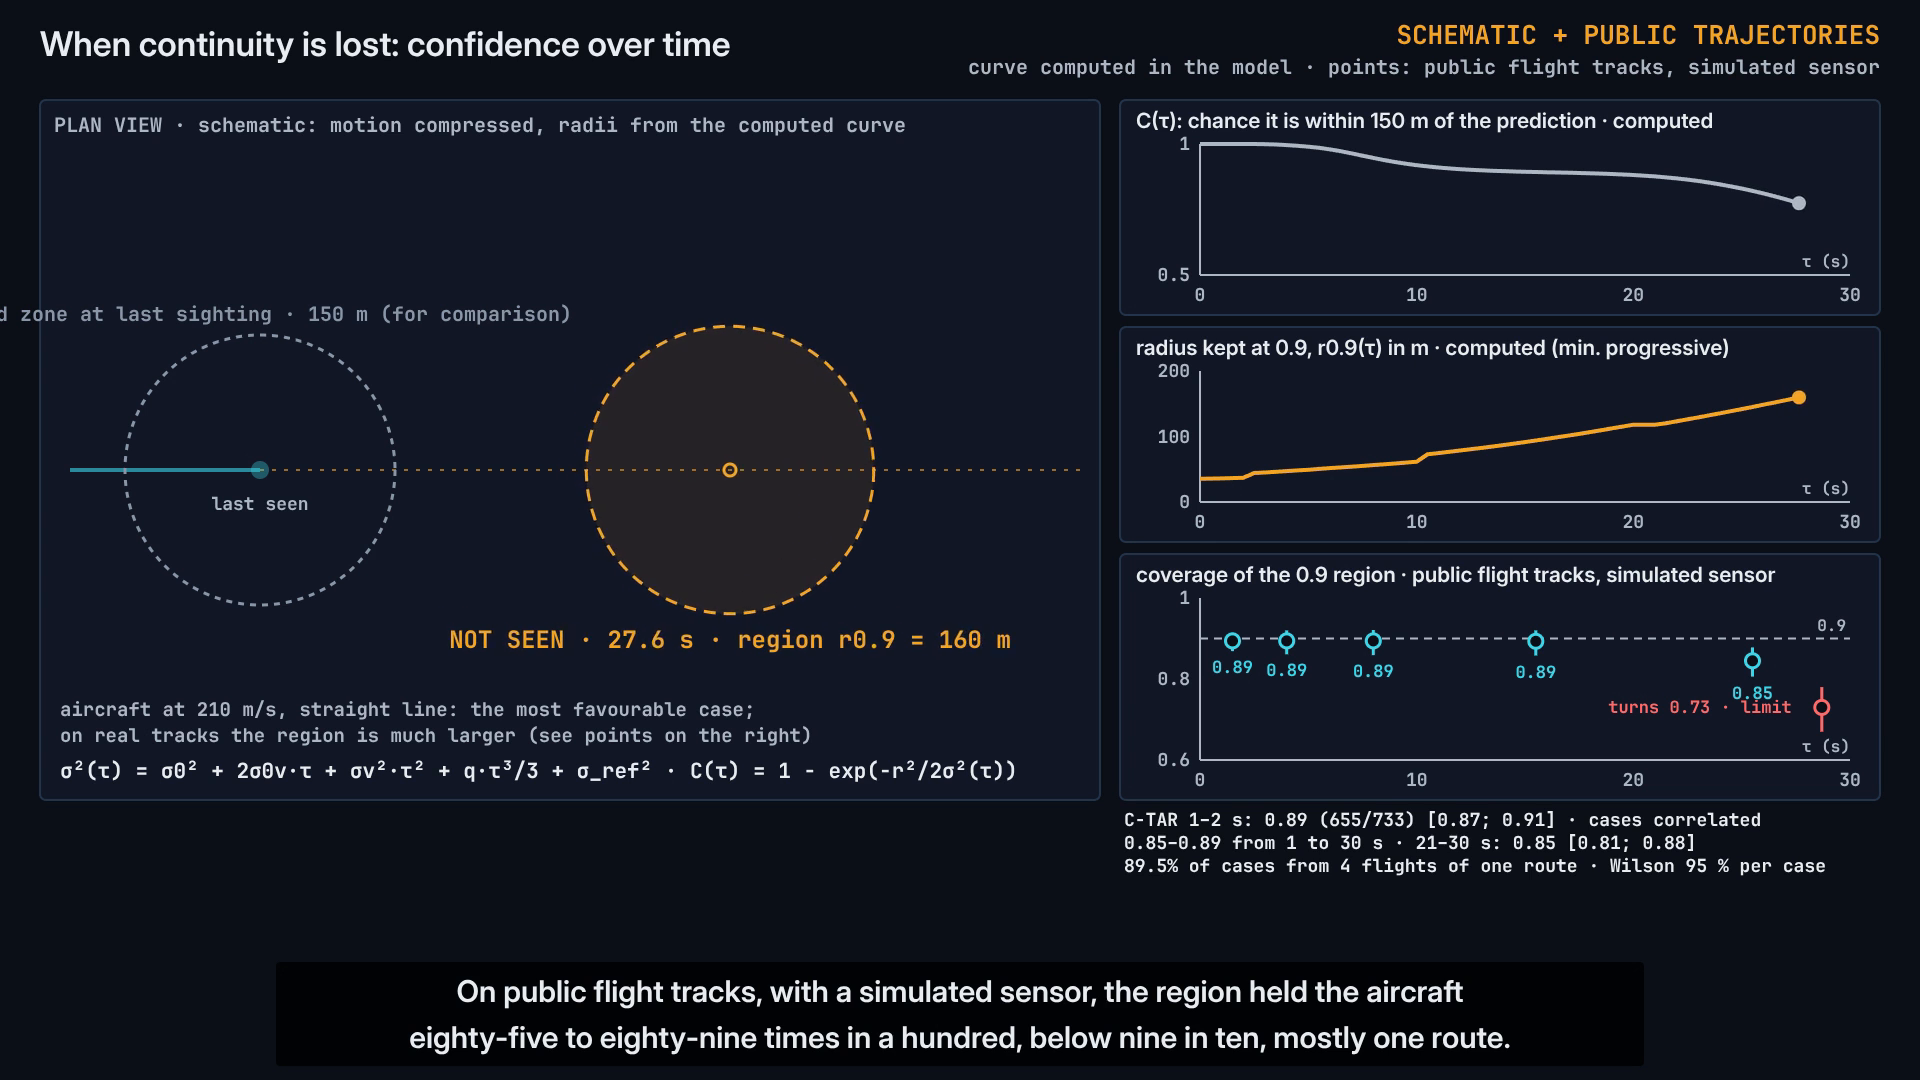 When continuity is lost: confidence over time
SCHEMATIC + PUBLIC TRAJECTORIES
curve computed in the model · points: public flight tracks, simulated sensor
PLAN VIEW · schematic: motion compressed, radii from the computed curve
zone at last sighting · 150 m (for comparison)
last seen
NOT SEEN · 27.6 s · region r0.9 = 160 m
aircraft at 210 m/s, straight line: the most favourable case;
on real tracks the region is much larger (see points on the right)
σ²(τ) = σ0² + 2σ0v·τ + σv²·τ² + q·τ³/3 + σ_ref² · C(τ) = 1 - exp(-r²/2σ²(τ))
C(τ): chance it is within 150 m of the prediction · computed
1
τ (s)
0.5
0 10 20 30
radius kept at 0.9, r0.9(τ) in m · computed (min. progressive)
200
100
τ (s)
0
0 10 20 30
coverage of the 0.9 region · public flight tracks, simulated sensor
1
0.9
0.89 0.89 0.89 0.89
0.8
0.85
turns 0.73 · limit
τ (s)
0.6
0 10 20 30
C-TAR 1–2 s: 0.89 (655/733) [0.87; 0.91] · cases correlated
0.85–0.89 from 1 to 30 s · 21–30 s: 0.85 [0.81; 0.88]
89.5% of cases from 4 flights of one route · Wilson 95 % per case
On public flight tracks, with a simulated sensor, the region held the aircraft
eighty-five to eighty-nine times in a hundred, below nine in ten, mostly one route.